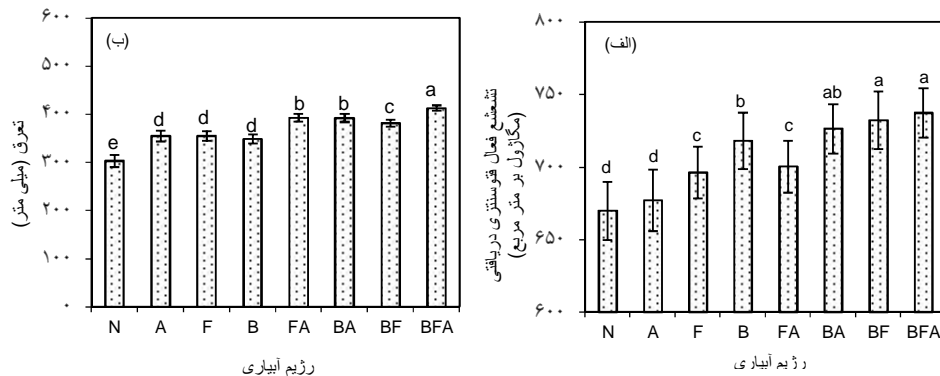 (ب)
تعرق (میلی متر)
۶۰۰
۵۰۰
۴۰۰
۳۰۰
۲۰۰
۱۰۰
۰
e
d
d
d
b
b
c
a
N A F B FA BA BF BFA
رژیم آبیاری
(الف)
تشعشع فعال فتوسنتزی دریافتی
(مگاژول بر متر مربع)
۸۰۰
۷۵۰
۷۰۰
۶۵۰
۶۰۰
d
d
c
b
c
ab
a
a
N A F B FA BA BF BFA
رژیم آبیاری